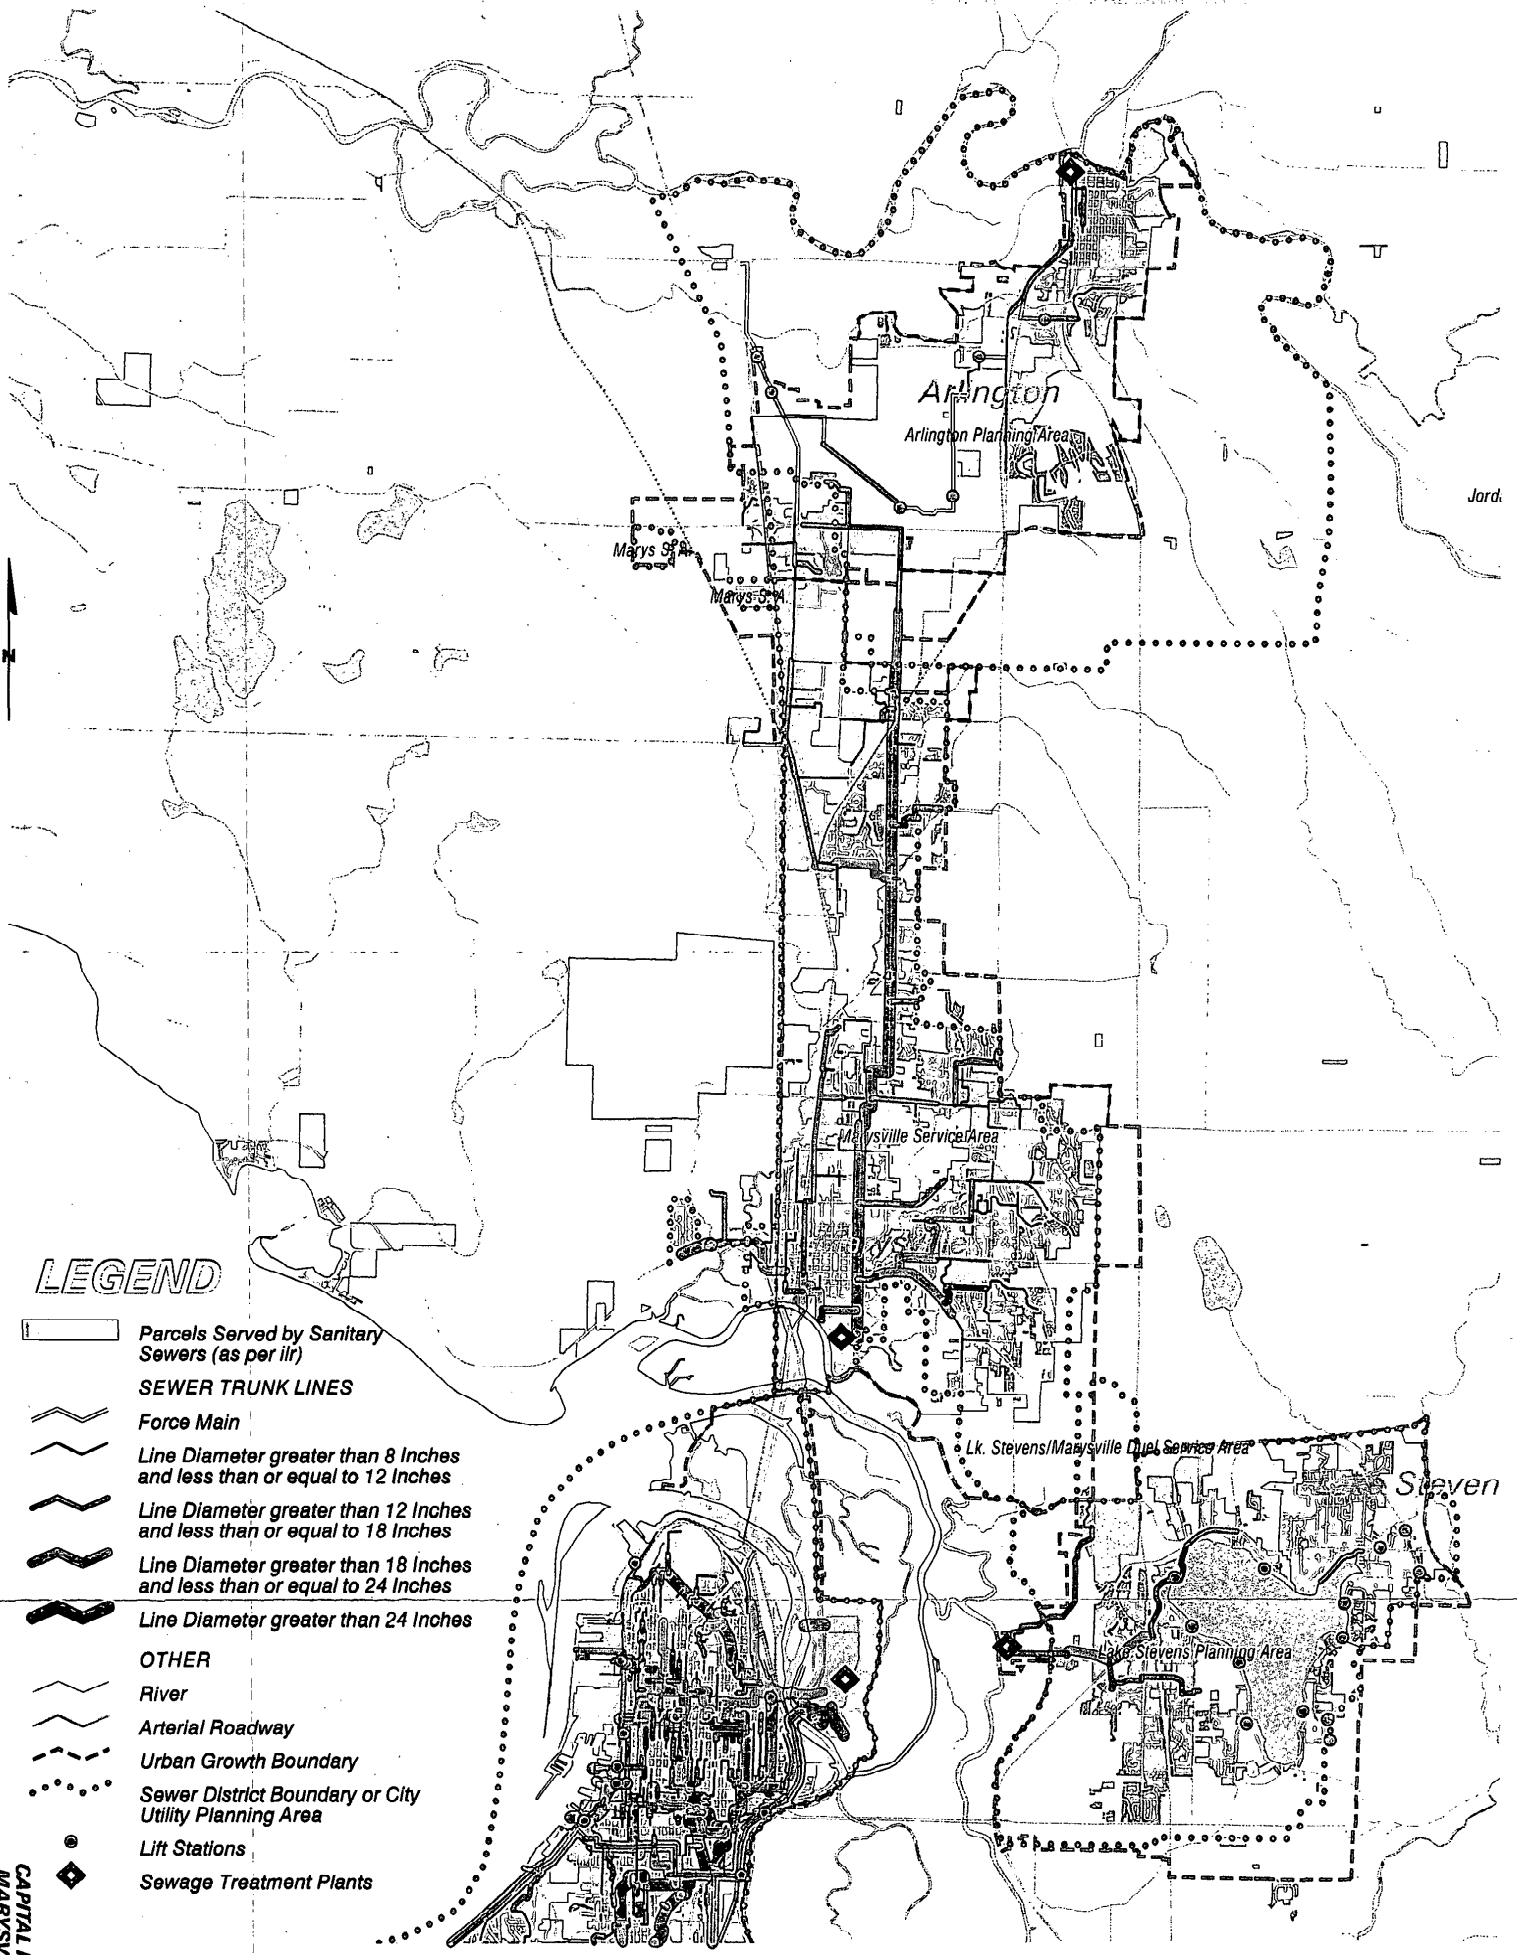 Arlington
Arlington Planning Area
Jord
Marys S. A.
Marys S. A.
Marysville Service Area
Lk. Stevens/Marysville Duel Service Area
Steven
Lake Stevens Planning Area
N
LEGEND
Parcels Served by Sanitary
Sewers (as per ilr)
SEWER TRUNK LINES
Force Main
Line Diameter greater than 8 Inches
and less than or equal to 12 Inches
Line Diameter greater than 12 Inches
and less than or equal to 18 Inches
Line Diameter greater than 18 Inches
and less than or equal to 24 Inches
Line Diameter greater than 24 Inches
OTHER
River
Arterial Roadway
Urban Growth Boundary
Sewer District Boundary or City
Utility Planning Area
Lift Stations
Sewage Treatment Plants
CAPITAL
MARYSV